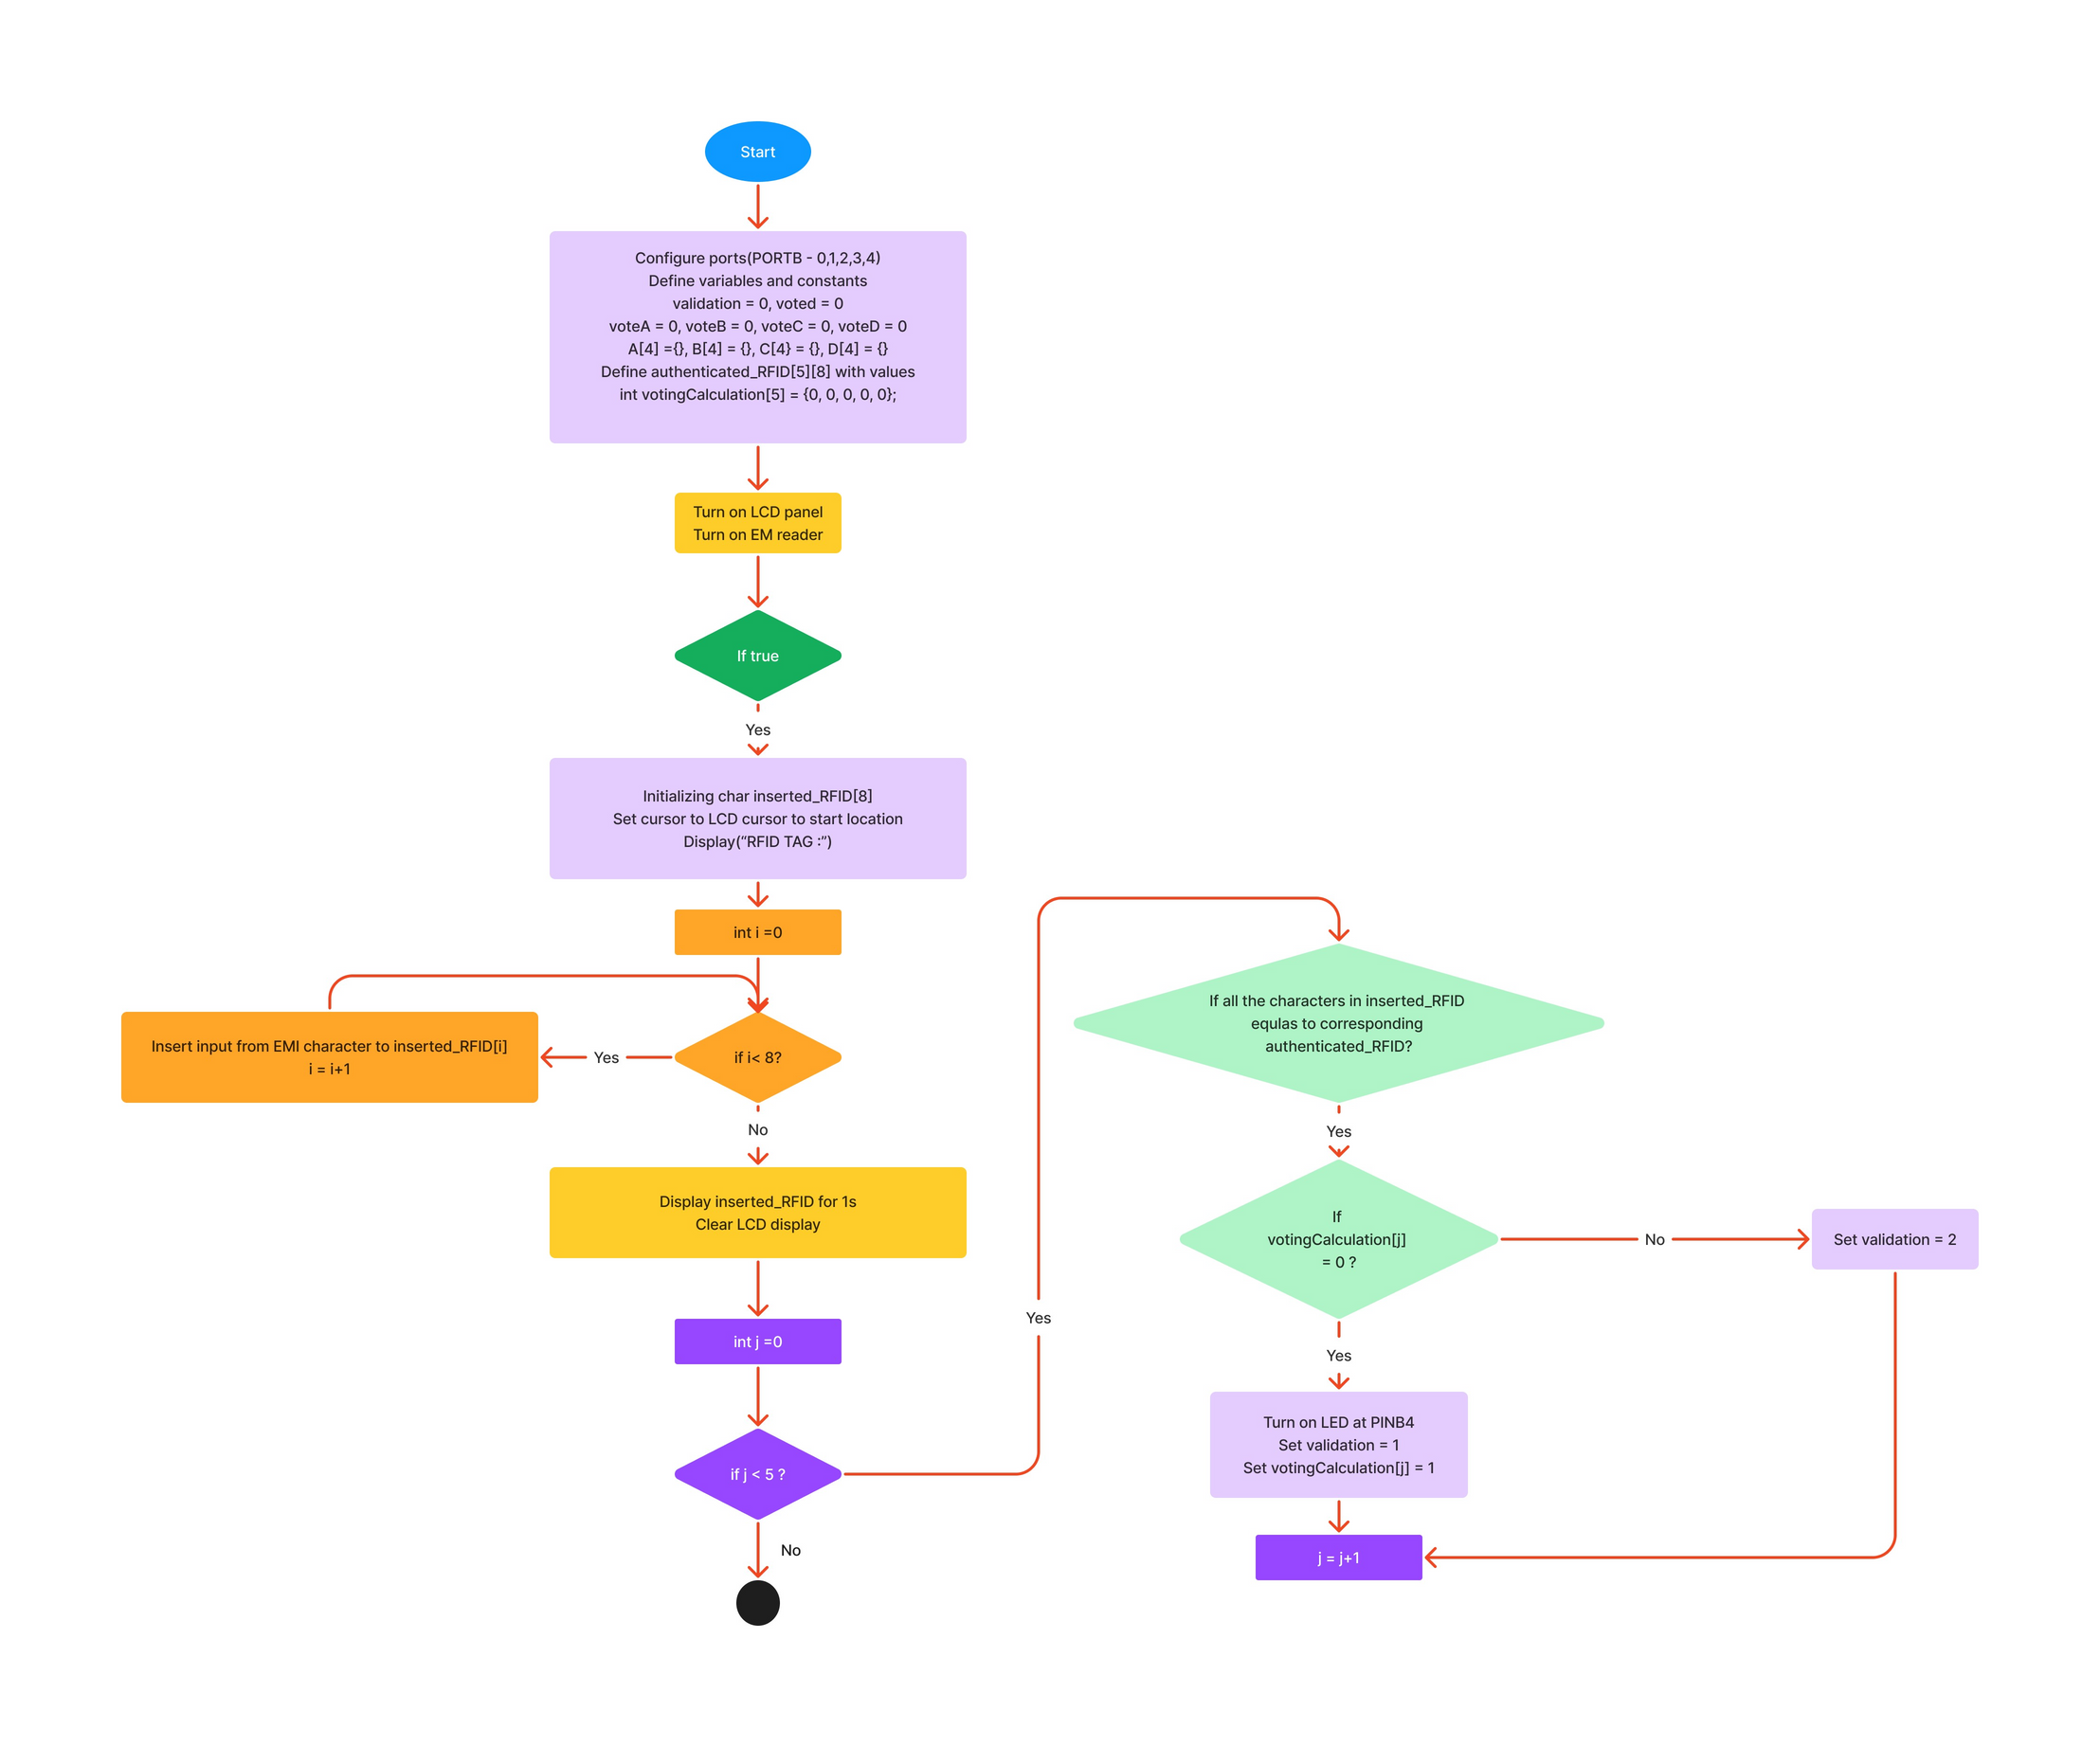 Start
Configure ports(PORTB - 0,1,2,3,4)
Define variables and constants
validation = 0, voted = 0
voteA = 0, voteB = 0, voteC = 0, voteD = 0
A[4] ={}, B[4] = {}, C[4} = {}, D[4] = {}
Define authenticated_RFID[5][8] with values
int votingCalculation[5] = {0, 0, 0, 0, 0};
Turn on LCD panel
Turn on EM reader
If true
Yes
Initializing char inserted_RFID[8]
Set cursor to LCD cursor to start location
Display(“RFID TAG :”)
int i =0
if i< 8?
Yes
Insert input from EMI character to inserted_RFID[i]
i = i+1
No
Display inserted_RFID for 1s
Clear LCD display
int j =0
if j < 5 ?
No
Yes
If all the characters in inserted_RFID
equlas to corresponding
authenticated_RFID?
Yes
If
votingCalculation[j]
= 0 ?
No
Set validation = 2
Yes
Turn on LED at PINB4
Set validation = 1
Set votingCalculation[j] = 1
j = j+1